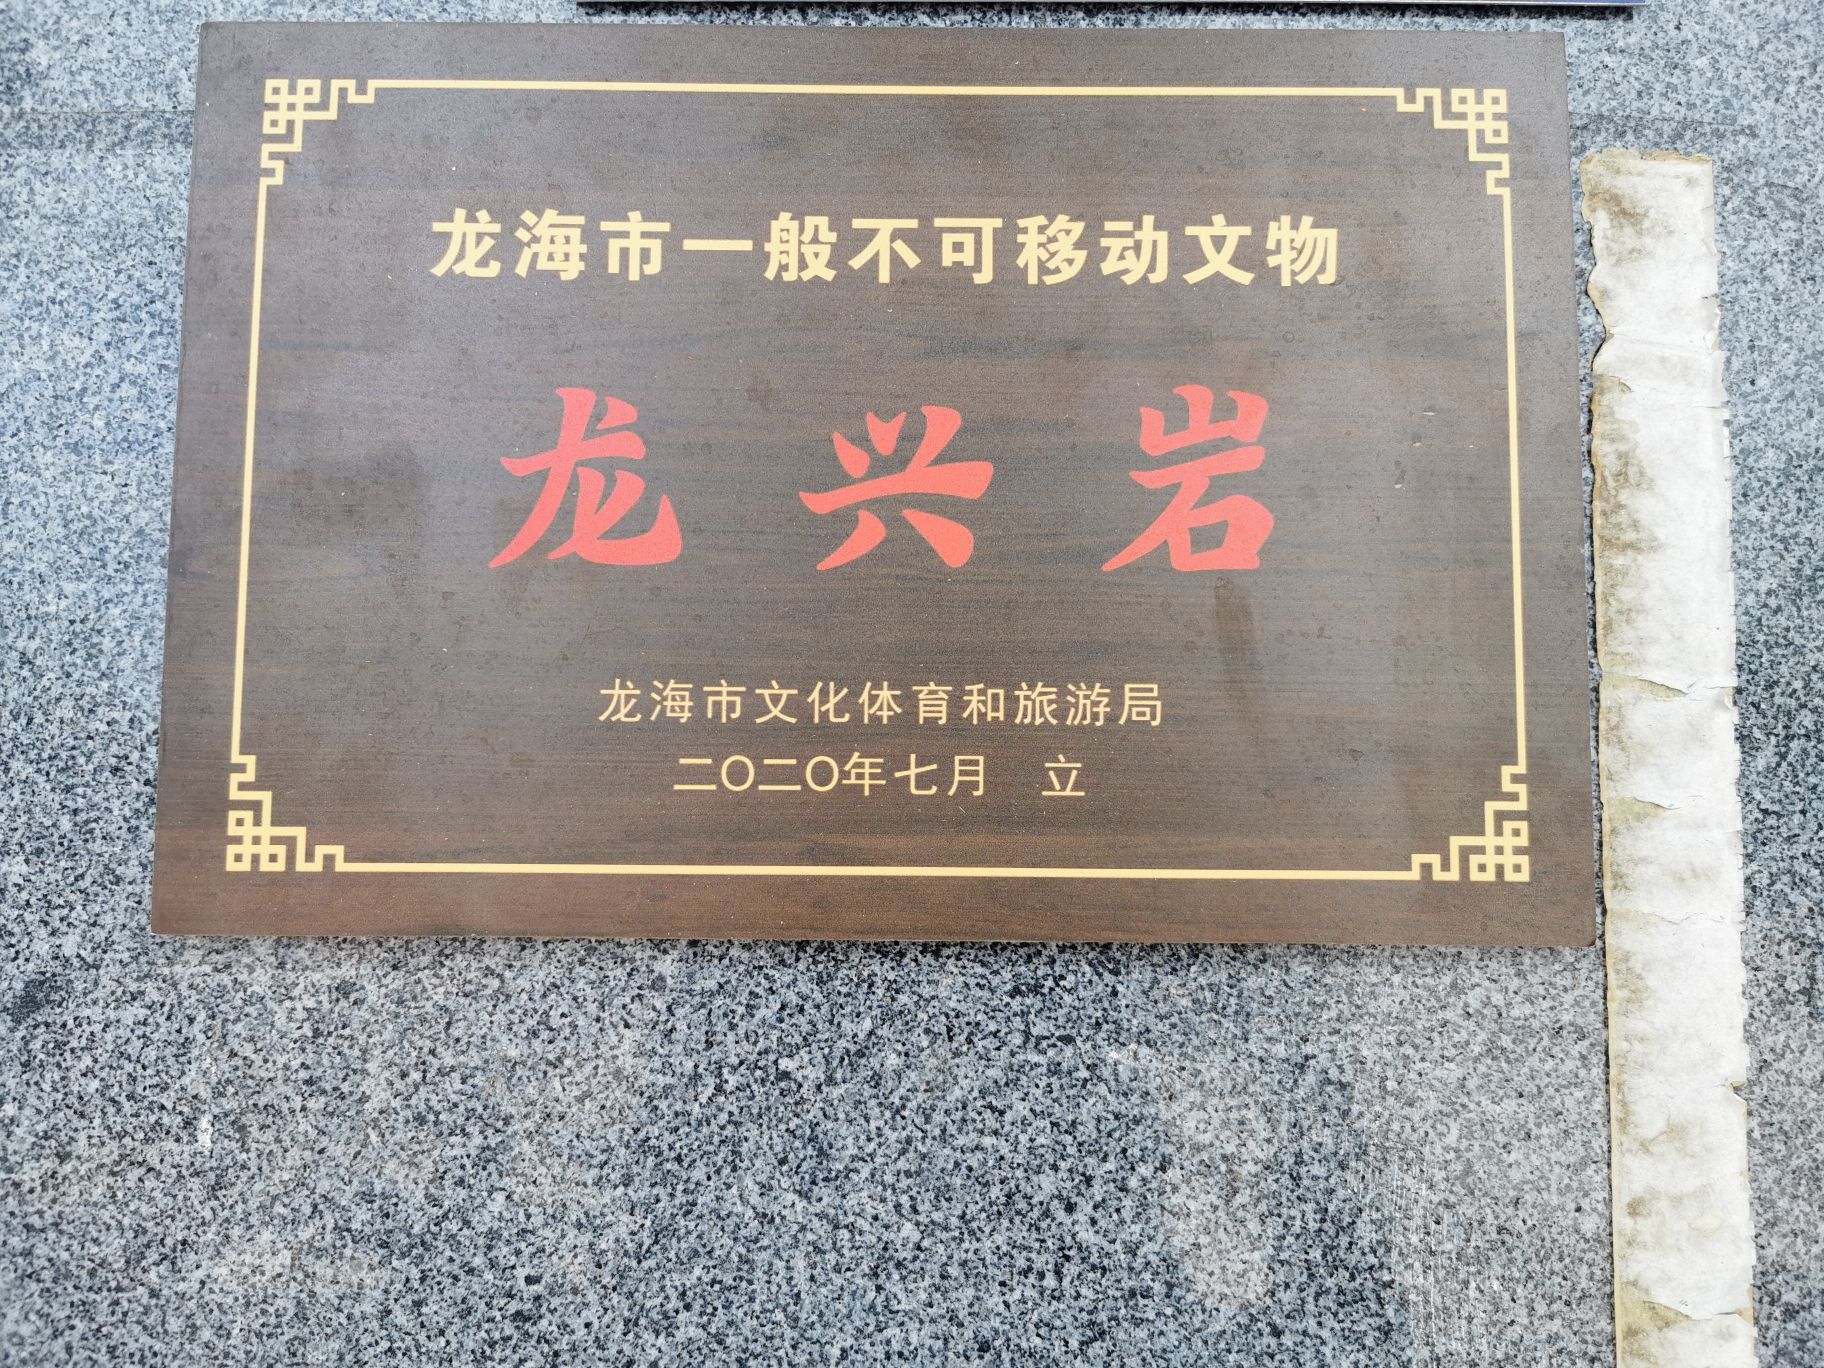 龙海市一般不可移动文物
龙兴岩
龙海市文化体育和旅游局
二〇二〇年七月 立